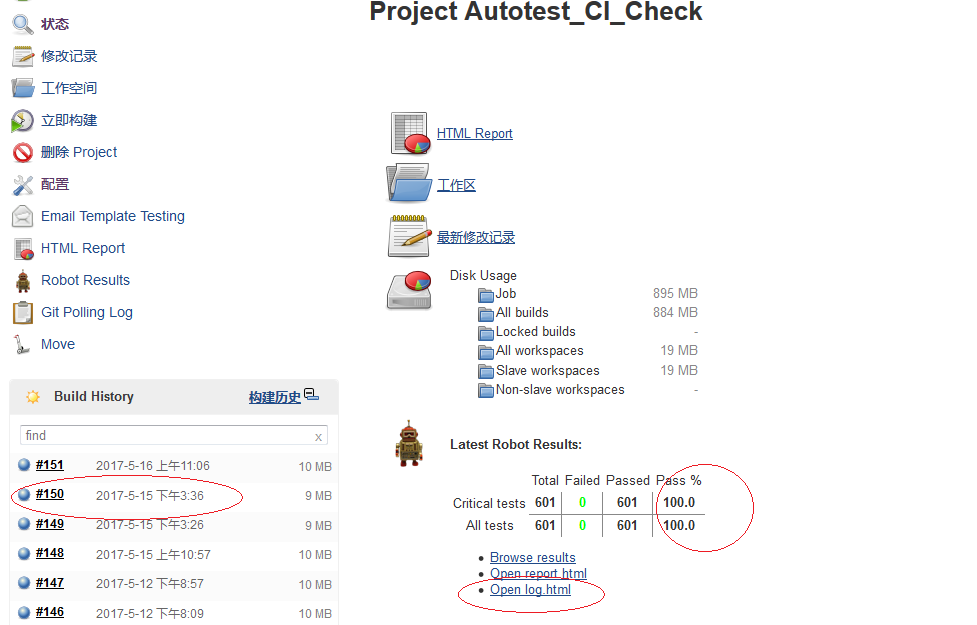 Project Autotest_CI_Check
状态
修改记录
工作空间
立即构建
删除 Project
配置
Email Template Testing
HTML Report
Robot Results
Git Polling Log
Move
Build History 构建历史
find x
#151 2017-5-16 上午11:06 10 MB
#150 2017-5-15 下午3:36 9 MB
#149 2017-5-15 下午3:26 9 MB
#148 2017-5-15 上午10:57 10 MB
#147 2017-5-12 下午8:57 10 MB
#146 2017-5-12 下午8:09 10 MB
HTML Report
工作区
最新修改记录
Disk Usage
Job 895 MB
All builds 884 MB
Locked builds -
All workspaces 19 MB
Slave workspaces 19 MB
Non-slave workspaces -
Latest Robot Results:
Total Failed Passed Pass %
Critical tests 601 0 601 100.0
All tests 601 0 601 100.0
Browse results
Open report.html
Open log.html